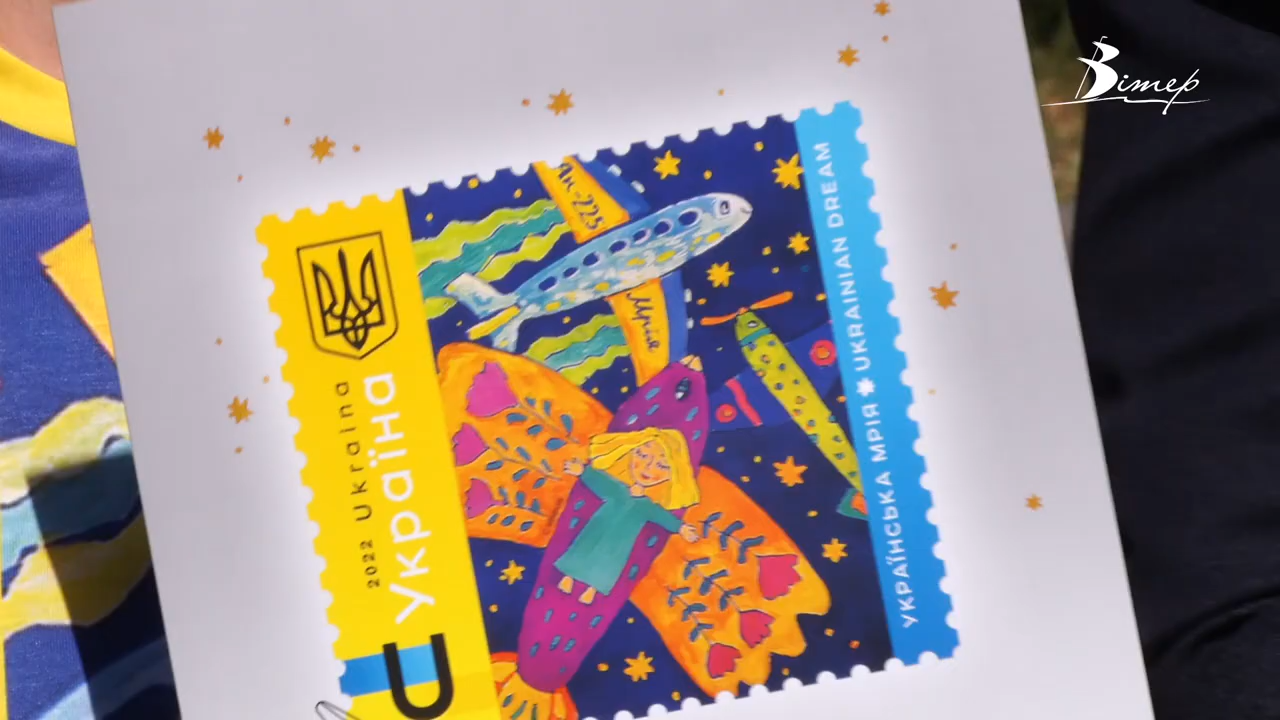 Вітер
2022 Ukraina
Україна
U
Ан-225
Мрія
УКРАЇНСЬКА МРІЯ ✷ UKRAINIAN DREAM